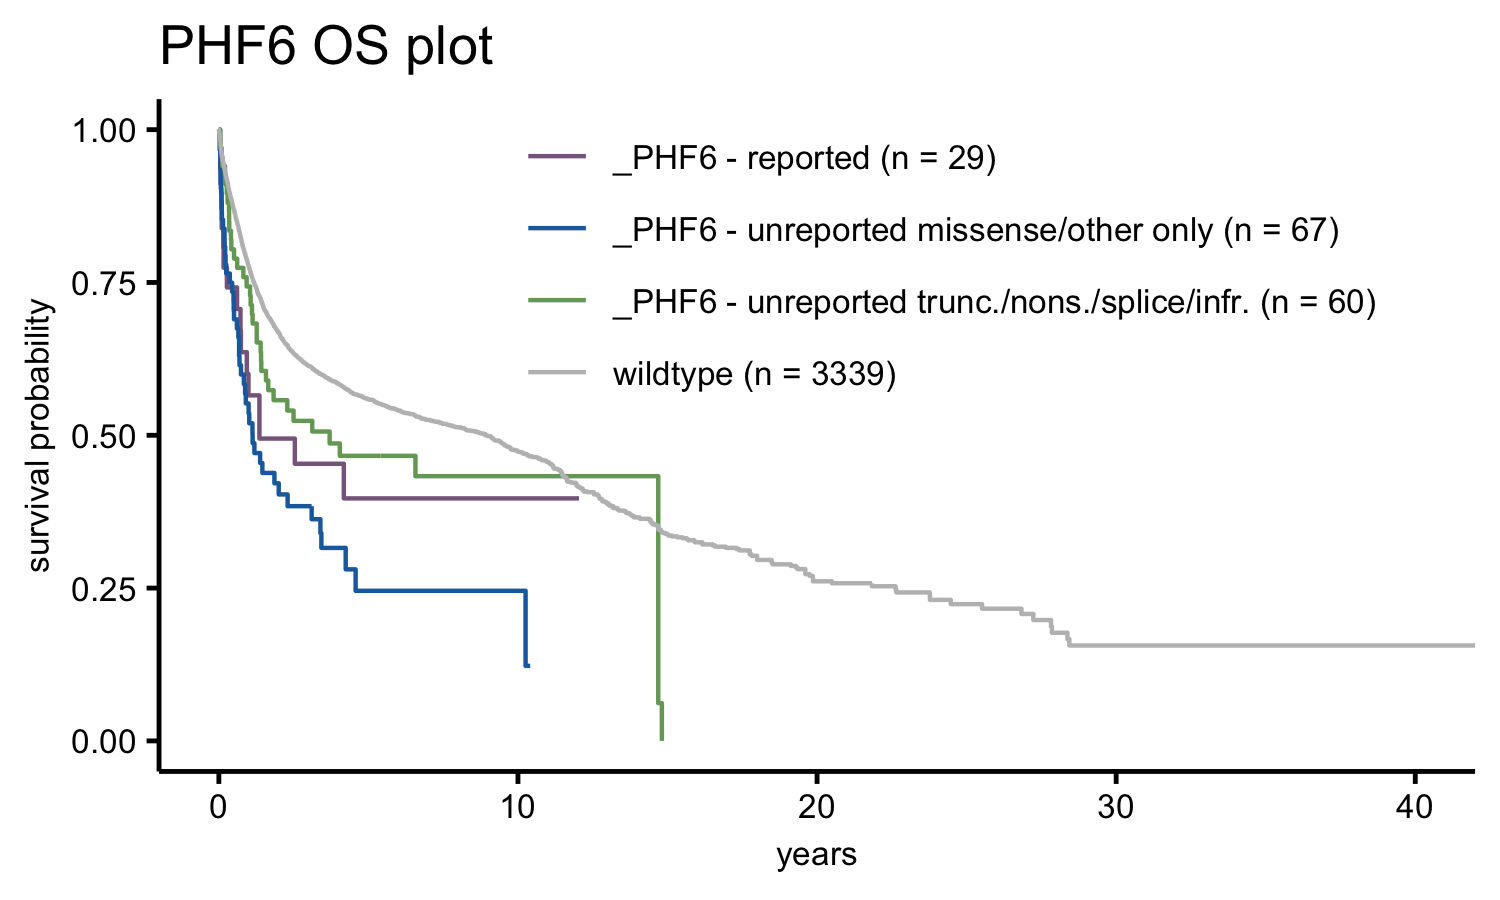 PHF6 OS plot
1.00
0.75
0.50
0.25
0.00
survival probability
_PHF6 - reported (n = 29)
_PHF6 - unreported missense/other only (n = 67)
_PHF6 - unreported trunc./nons./splice/infr. (n = 60)
wildtype (n = 3339)
0 10 20 30 40
years